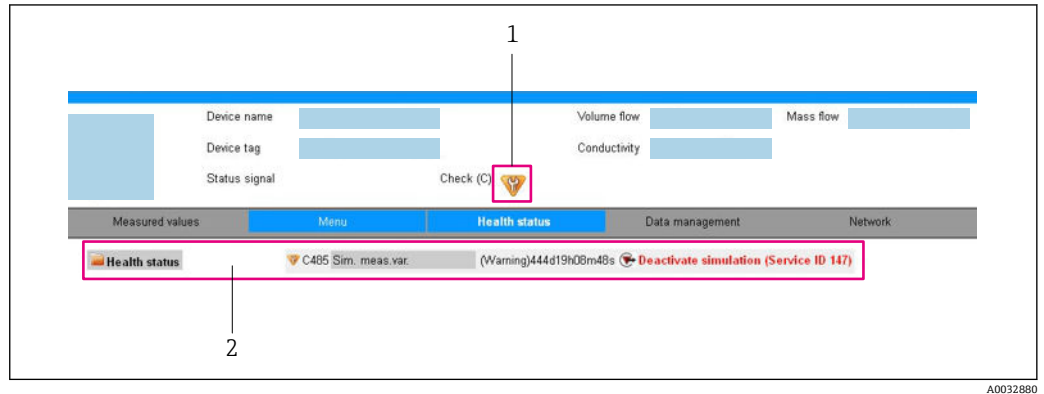 1
Device name Volume flow Mass flow
Device tag Conductivity
Status signal Check (C)
Measured values Menu Health status Data management Network
Health status C485 Sim. meas.var. (Warning)444d19h08m48s Deactivate simulation (Service ID 147)
2
A0032880